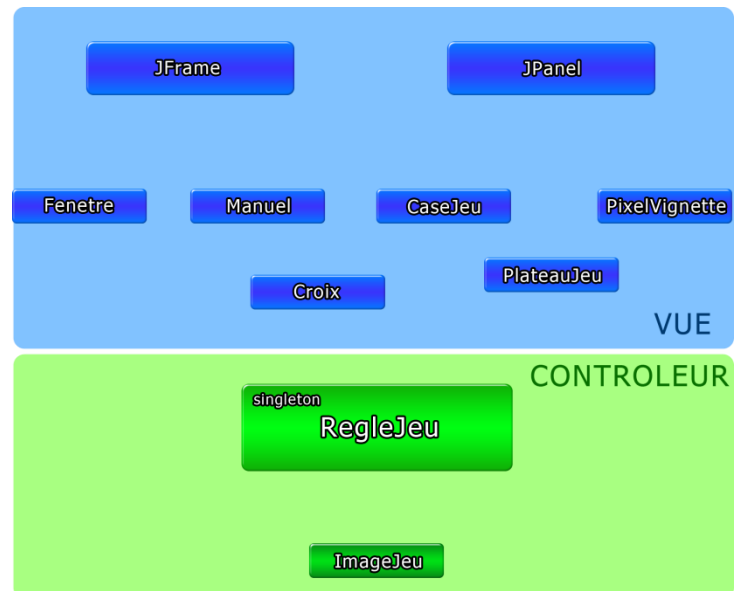 JFrame
JPanel
Fenetre
Manuel
CaseJeu
PixelVignette
Croix
PlateauJeu
VUE
CONTROLEUR
singleton
RegleJeu
ImageJeu